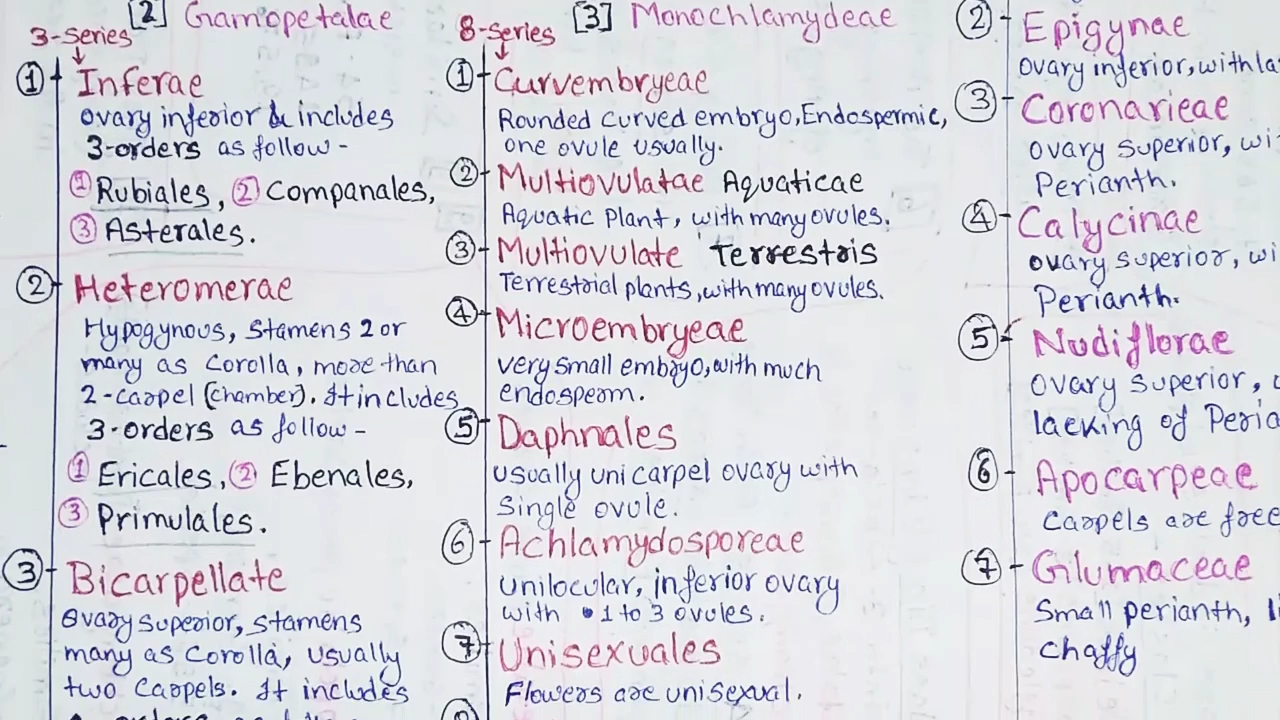 [2] Gamopetalae
3-series
① Inferae
ovary inferior & includes
3-orders as follow-
① Rubiales, ② Companales,
③ Asterales.
② Heteromerae
Hypogynous, stamens 2 or
many as Corolla, more than
2-carpel (chamber). It includes
3-orders as follow-
① Ericales, ② Ebenales,
③ Primulales.
③ Bicarpellate
Ovary superior, stamens
many as Corolla, usually
two Carpels. It includes
[3] Monochlamydeae
8-series
① Curvembryeae
Rounded curved embryo, Endospermic,
one ovule usually.
② Multiovulatae Aquaticae
Aquatic Plant, with many ovules.
③ Multiovulate Terrestris
Terrestrial plants, with many ovules.
④ Microembryeae
very small embryo, with much
endosperm.
⑤ Daphnales
usually unicarpel ovary with
single ovule.
⑥ Achlamydosporeae
Unilocular, inferior ovary
with 1 to 3 ovules.
⑦ Unisexuales
Flowers are unisexual.
② Epigynae
ovary inferior, with la
③ Coronarieae
ovary superior, wi
Perianth.
④ Calycinae
ovary superior, wi
Perianth.
⑤ Nudiflorae
Ovary superior,
lacking of Peria
⑥ Apocarpeae
Carpels are free
⑦ Glumaceae
Small perianth, li
chaffy